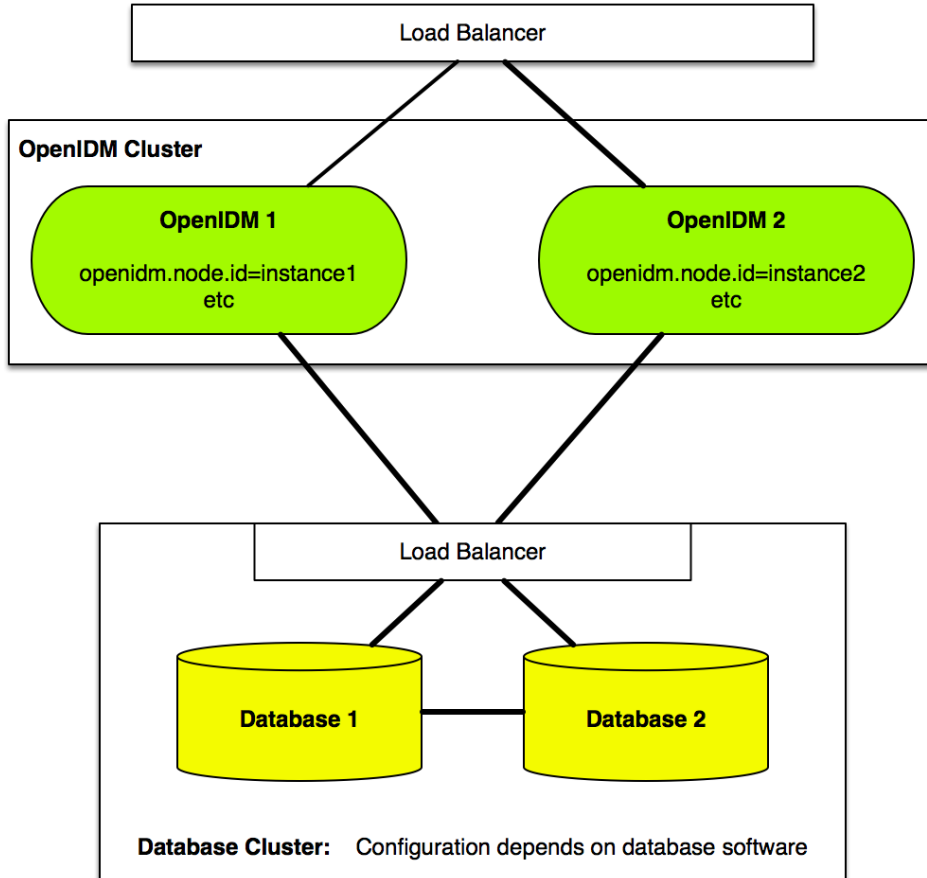 Load Balancer
OpenIDM Cluster
OpenIDM 1
openidm.node.id=instance1
etc
OpenIDM 2
openidm.node.id=instance2
etc
Load Balancer
Database 1
Database 2
Database Cluster: Configuration depends on database software